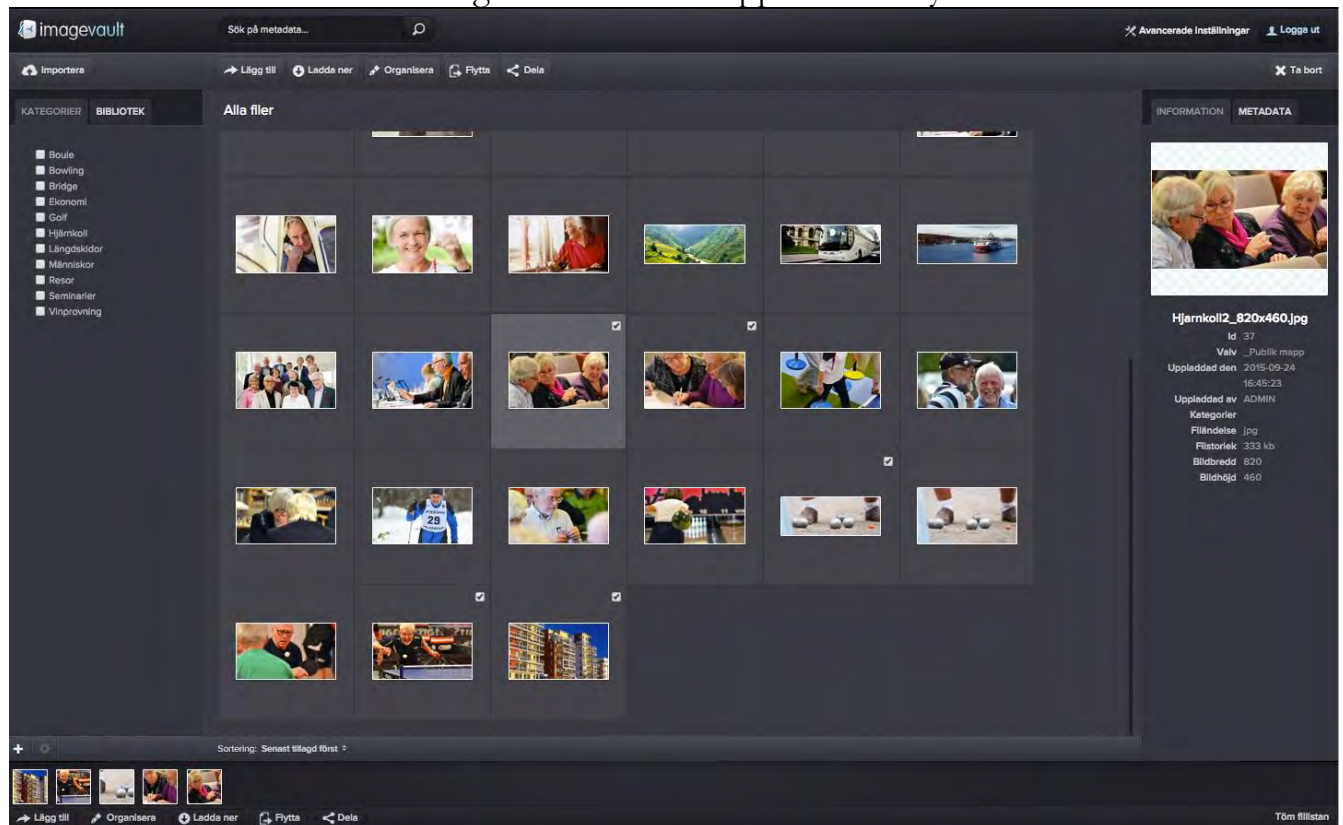 imagevault
Sök på metadata...
Avancerade inställningar
Logga ut
Importera
Lägg till
Ladda ner
Organisera
Flytta
Dela
Ta bort
KATEGORIER
BIBLIOTEK
Alla filer
INFORMATION
METADATA
Boule
Bowling
Bridge
Ekonomi
Golf
Hjärnkoll
Längdskidor
Människor
Resor
Seminarier
Vinprovning
29
Hjarnkoll2_820x460.jpg
Id 37
Valv _Publik mapp
Uppladdad den 2015-09-24
16:45:23
Uppladdad av ADMIN
Kategorier
Filändelse jpg
Filstorlek 333 kb
Bildbredd 820
Bildhöjd 460
Sortering: Senast tillagd först
Lägg till
Organisera
Ladda ner
Flytta
Dela
Töm fillistan